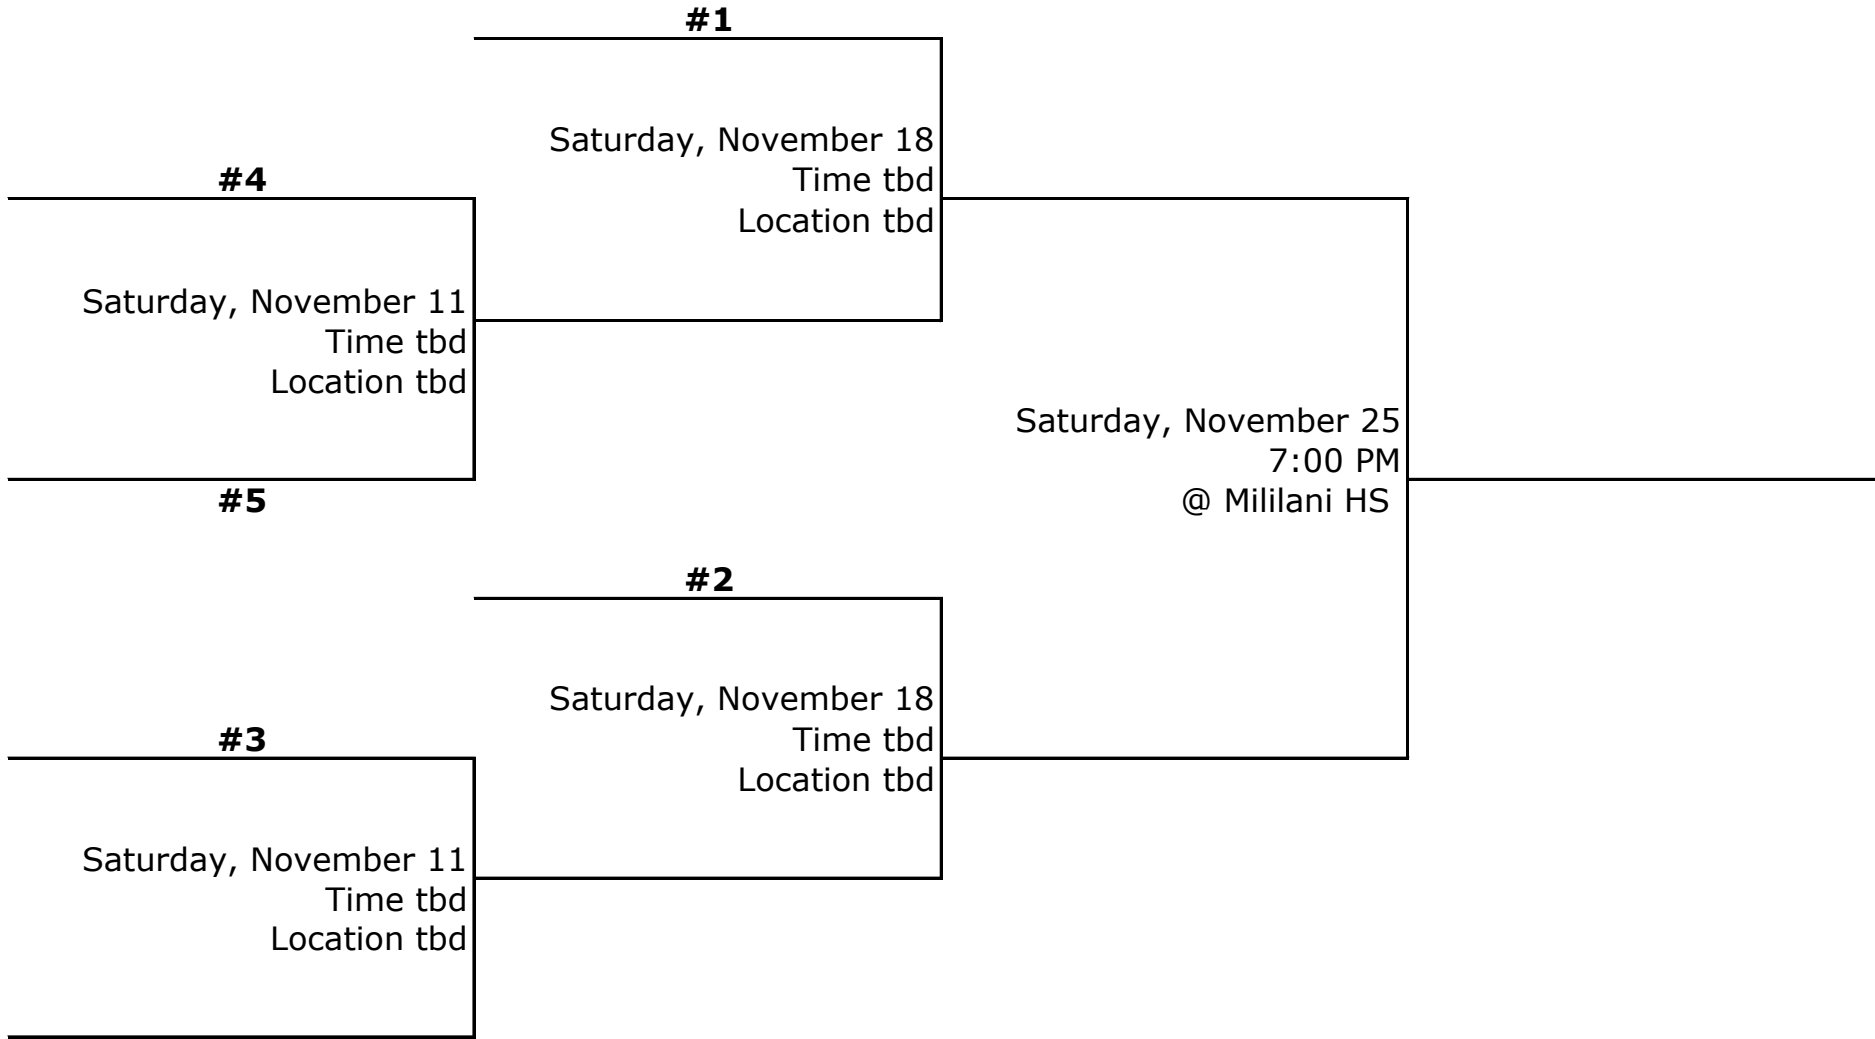 #1
Saturday, November 18
Time tbd
Location tbd
#4
Saturday, November 11
Time tbd
Location tbd
#5
Saturday, November 25
7:00 PM
@ Mililani HS
#2
Saturday, November 18
Time tbd
Location tbd
#3
Saturday, November 11
Time tbd
Location tbd